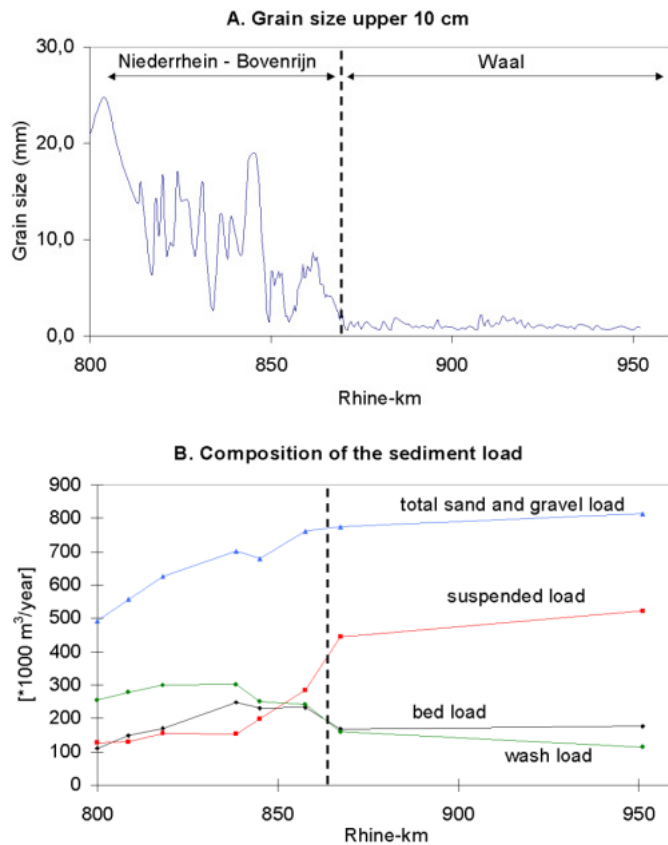 A. Grain size upper 10 cm
30,0
Niederrhein - Bovenrijn
Waal
20,0
10,0
0,0
Grain size (mm)
800
850
900
950
Rhine-km
B. Composition of the sediment load
900
800
700
600
500
400
300
200
100
0
[*1000 m³/year]
total sand and gravel load
suspended load
bed load
wash load
800
850
900
950
Rhine-km